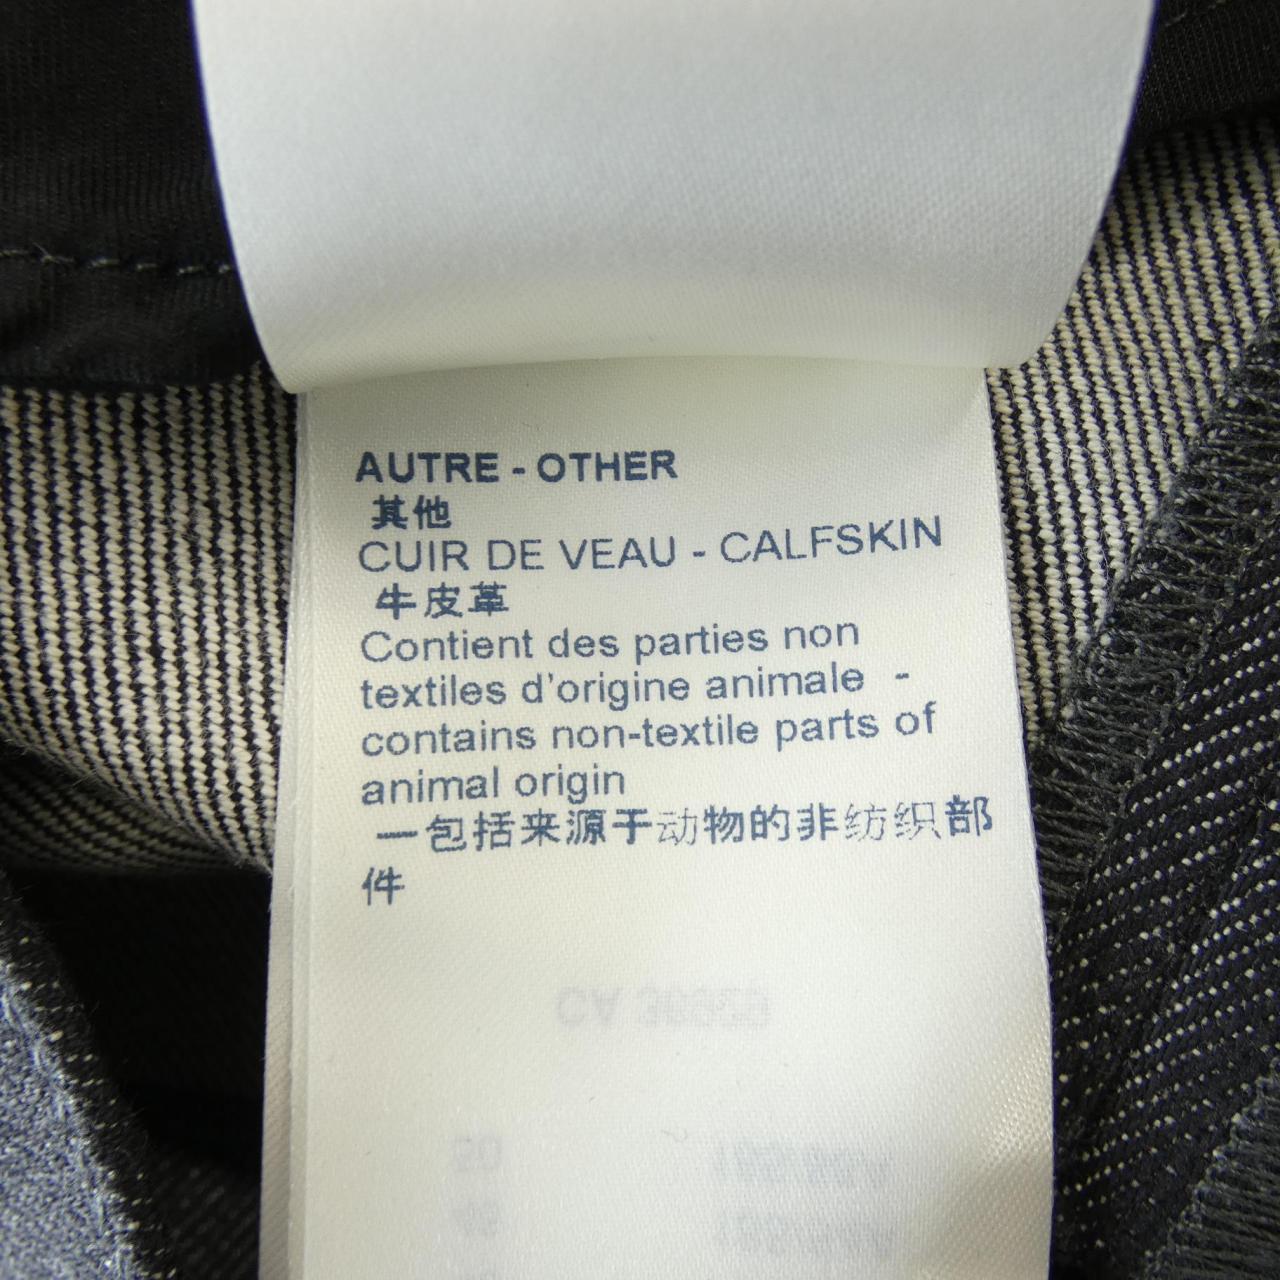 AUTRE - OTHER
其他
CUIR DE VEAU - CALFSKIN
牛皮革
Contient des parties non
textiles d'origine animale -
contains non-textile parts of
animal origin
一包括来源于动物的非纺织部
件